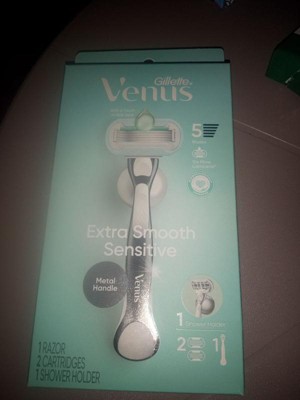 Gillette
Venus
5
Extra Smooth
Sensitive
Metal
Handle
Venus
1
2
1
1 RAZOR
2 CARTRIDGES
1 SHOWER HOLDER